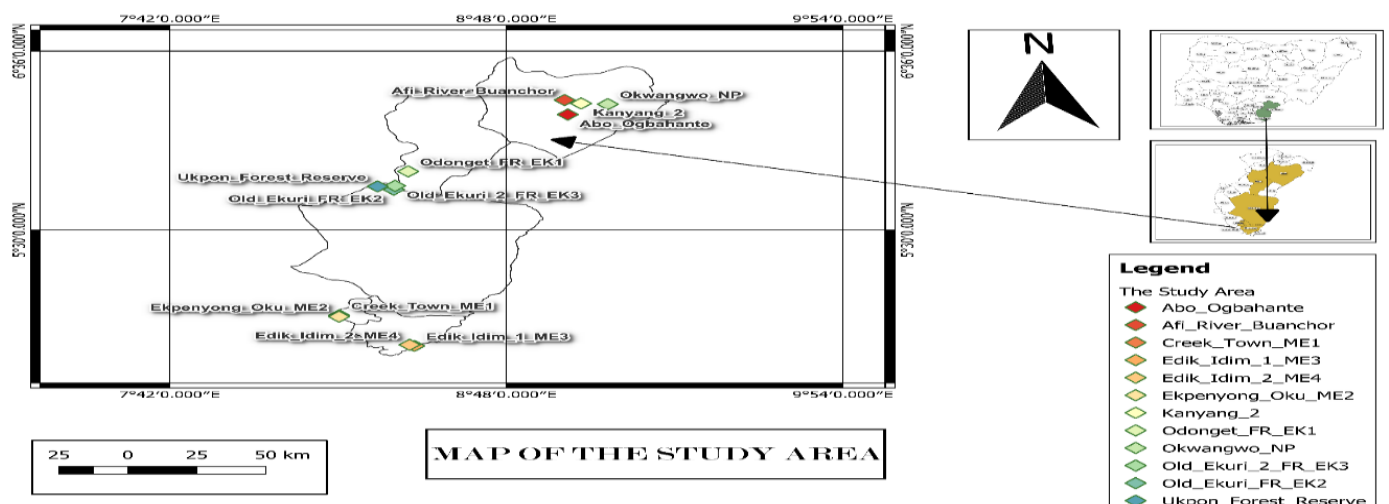 7°42′0.000″E 8°48′0.000″E 9°54′0.000″E
6°36′0.000″N
6°36′0.000″N
Afi_River_Buanchor
Okwangwo_NP
Kanyang_2
Abo_Ogbahante
Odonget_FR_EK1
Ukpon_Forest_Reserve
Old_Ekuri_FR_EK2
Old_Ekuri_2_FR_EK3
5°30′0.000″N
5°30′0.000″N
Ekpenyong_Oku_ME2
Creek_Town_ME1
Edik_Idim_2_ME4
Edik_Idim_1_ME3
7°42′0.000″E 8°48′0.000″E 9°54′0.000″E
25 0 25 50 km
MAP OF THE STUDY AREA
N
Legend
The Study Area
Abo_Ogbahante
Afi_River_Buanchor
Creek_Town_ME1
Edik_Idim_1_ME3
Edik_Idim_2_ME4
Ekpenyong_Oku_ME2
Kanyang_2
Odonget_FR_EK1
Okwangwo_NP
Old_Ekuri_2_FR_EK3
Old_Ekuri_FR_EK2
Ukpon_Forest_Reserve